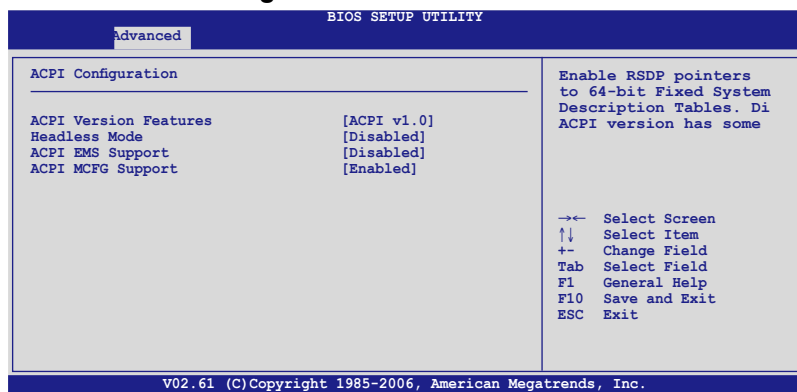 BIOS SETUP UTILITY
Advanced
ACPI Configuration
ACPI Version Features [ACPI v1.0]
Headless Mode [Disabled]
ACPI EMS Support [Disabled]
ACPI MCFG Support [Enabled]
Enable RSDP pointers
to 64-bit Fixed System
Description Tables. Di
ACPI version has some
→← Select Screen
↑↓ Select Item
+- Change Field
Tab Select Field
F1 General Help
F10 Save and Exit
ESC Exit
V02.61 (C)Copyright 1985-2006, American Megatrends, Inc.